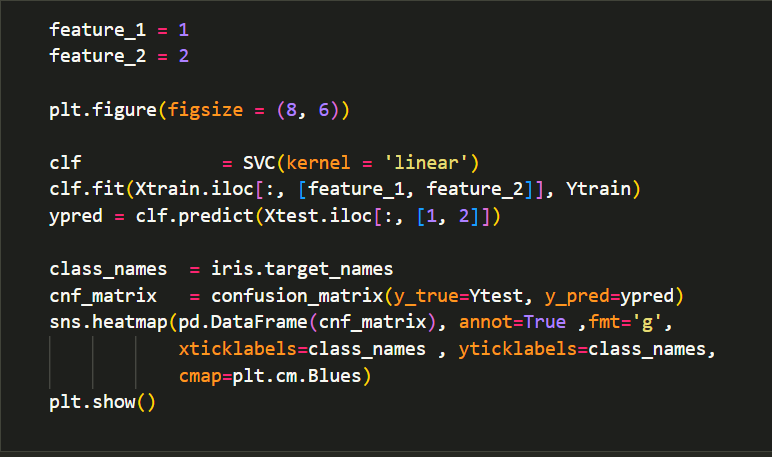 feature_1 = 1
feature_2 = 2
plt.figure(figsize = (8, 6))
clf             = SVC(kernel = 'linear')
clf.fit(Xtrain.iloc[:, [feature_1, feature_2]], Ytrain)
ypred = clf.predict(Xtest.iloc[:, [1, 2]])
class_names  = iris.target_names
cnf_matrix   = confusion_matrix(y_true=Ytest, y_pred=ypred)
sns.heatmap(pd.DataFrame(cnf_matrix), annot=True ,fmt='g',
            xticklabels=class_names , yticklabels=class_names,
            cmap=plt.cm.Blues)
plt.show()